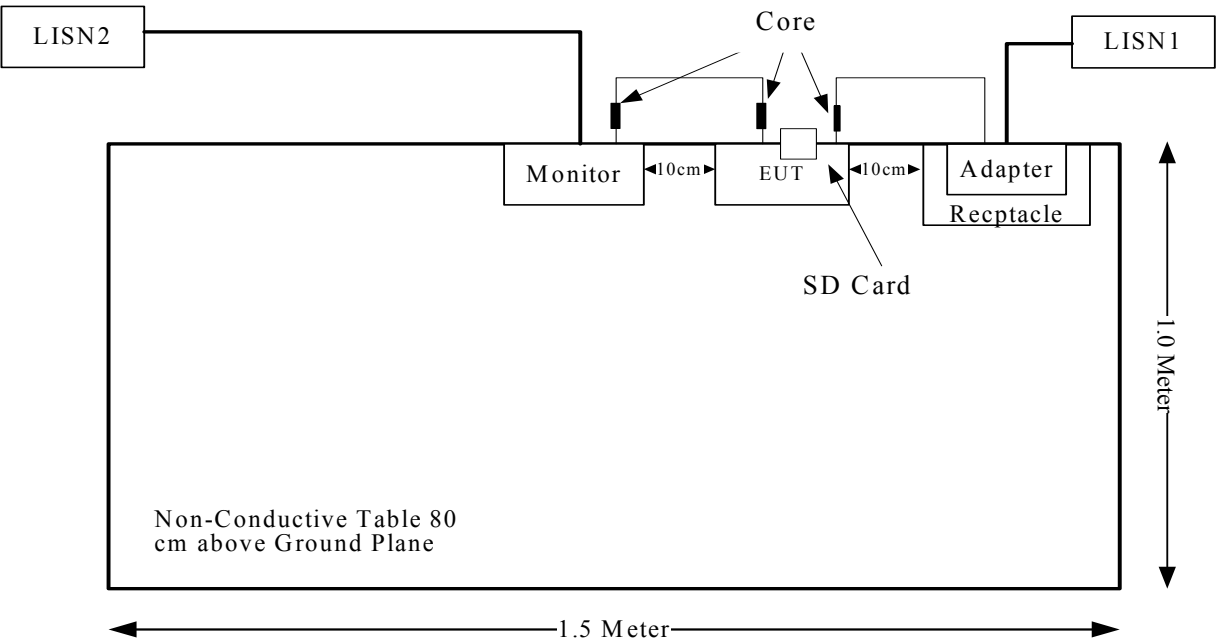 LISN2
Core
LISN1
Monitor
10cm
EUT
10cm
Adapter
Recptacle
SD Card
1.0 Meter
Non-Conductive Table 80
cm above Ground Plane
1.5 Meter